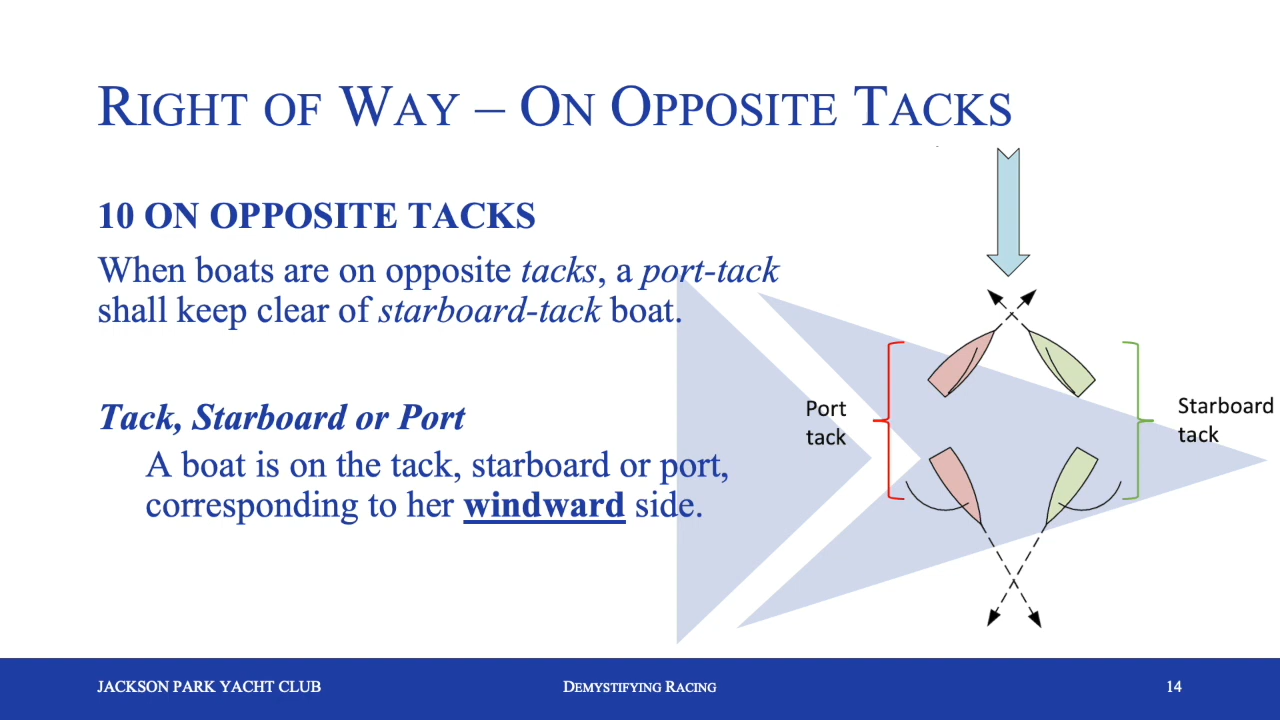 RIGHT OF WAY – ON OPPOSITE TACKS
10 ON OPPOSITE TACKS
When boats are on opposite tacks, a port-tack
shall keep clear of starboard-tack boat.
Tack, Starboard or Port
A boat is on the tack, starboard or port,
corresponding to her windward side.
Port
tack
Starboard
tack
JACKSON PARK YACHT CLUB
DEMYSTIFYING RACING
14